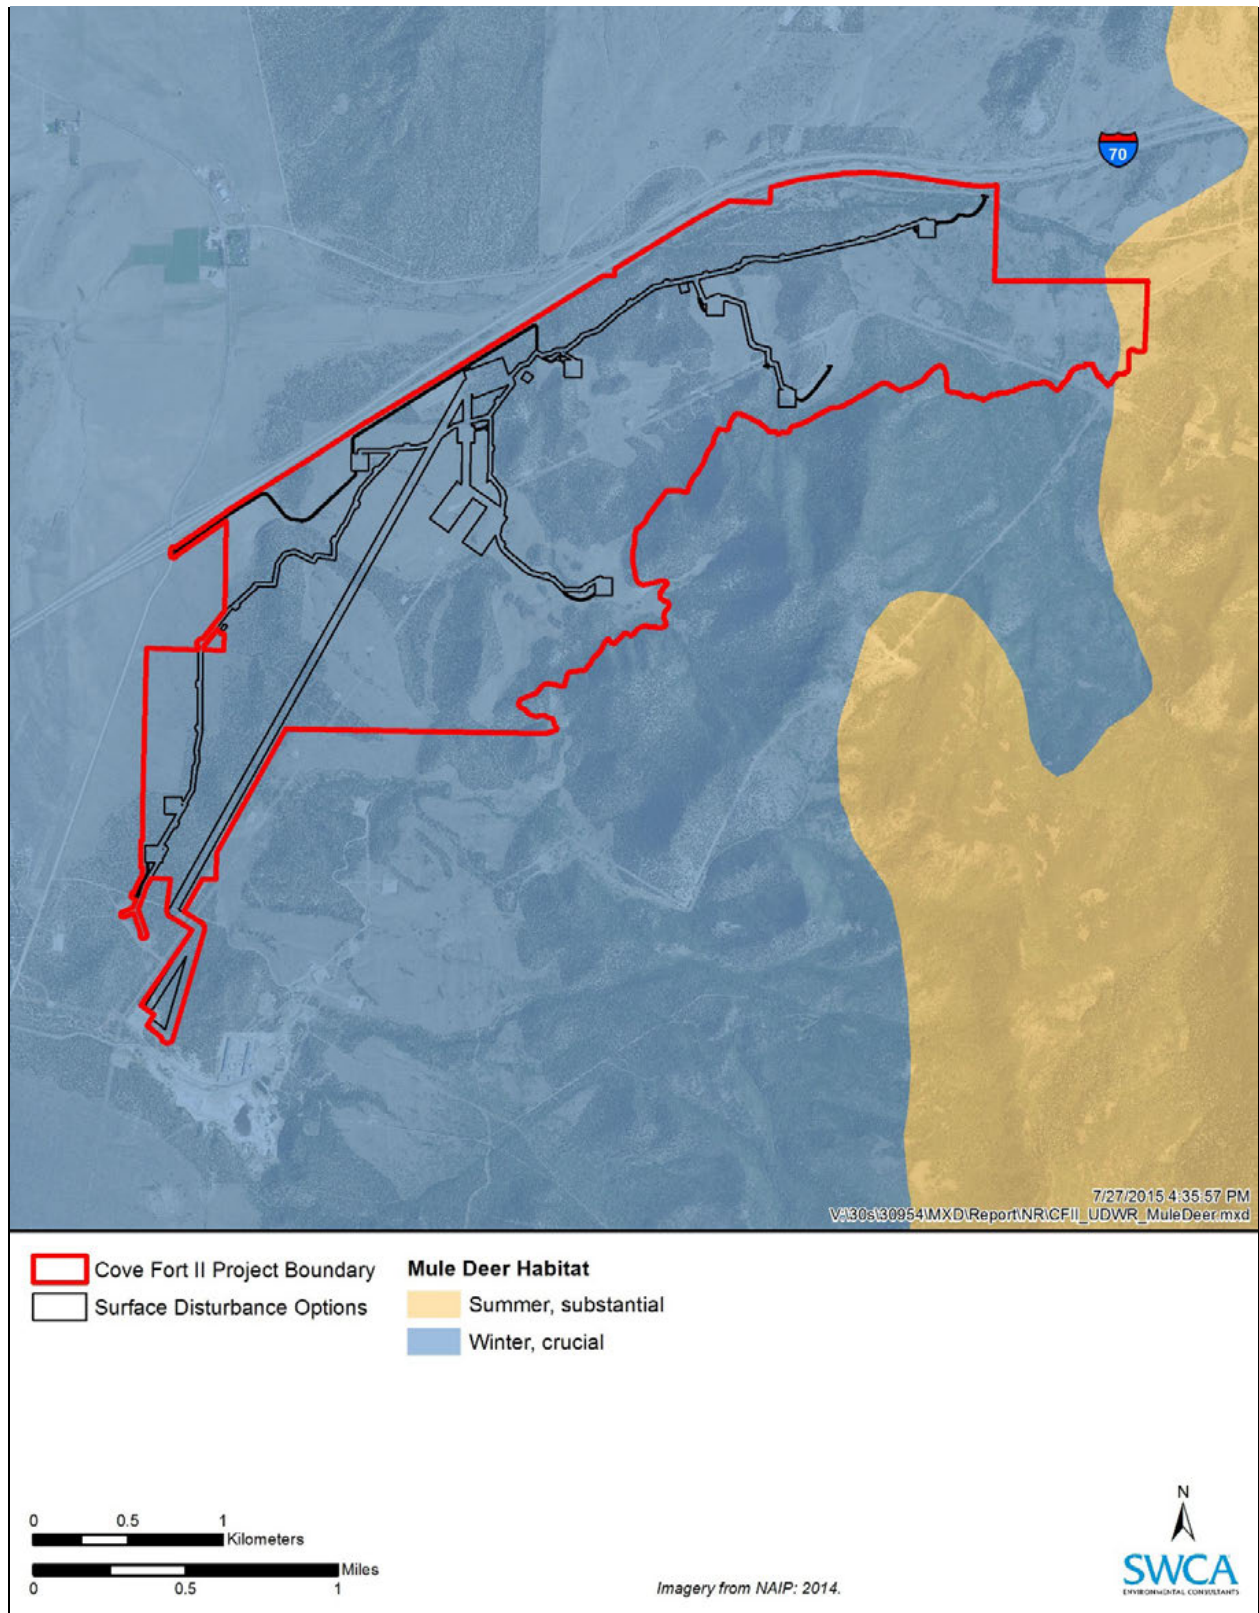 70
7/27/2015 4:35:57 PM
V:\30s\30954\MXD\Report\NR\CFII_UDWR_MuleDeer.mxd
Cove Fort II Project Boundary
Surface Disturbance Options
Mule Deer Habitat
Summer, substantial
Winter, crucial
0 0.5 1
Kilometers
Miles
0 0.5 1
Imagery from NAIP: 2014.
N
SWCA
ENVIRONMENTAL CONSULTANTS